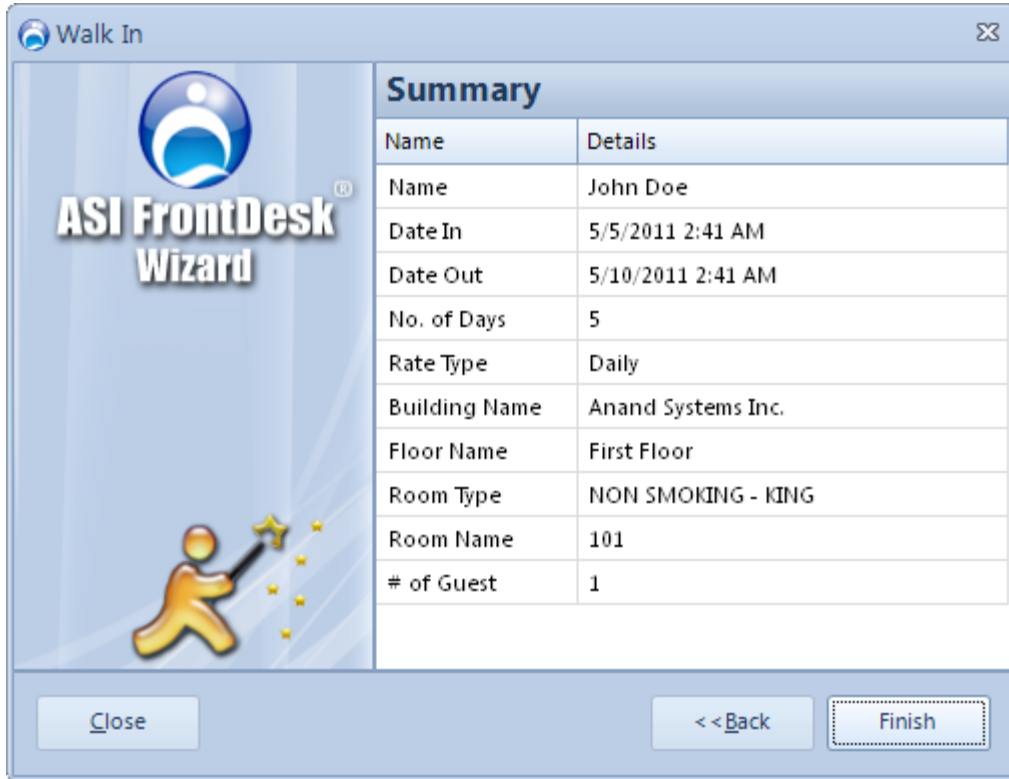 Walk In
ASI FrontDesk®
Wizard
Summary
Name Details
Name John Doe
Date In 5/5/2011 2:41 AM
Date Out 5/10/2011 2:41 AM
No. of Days 5
Rate Type Daily
Building Name Anand Systems Inc.
Floor Name First Floor
Room Type NON SMOKING - KING
Room Name 101
# of Guest 1
Close <<Back Finish